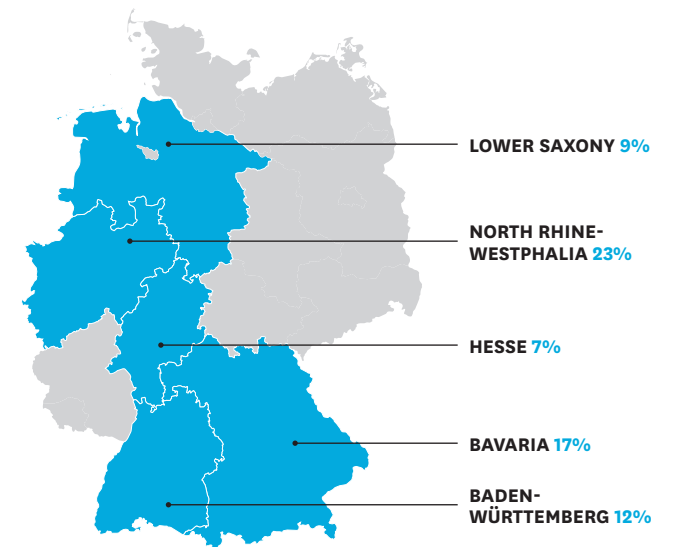 LOWER SAXONY 9%
NORTH RHINE-
WESTPHALIA 23%
HESSE 7%
BAVARIA 17%
BADEN-
WÜRTTEMBERG 12%